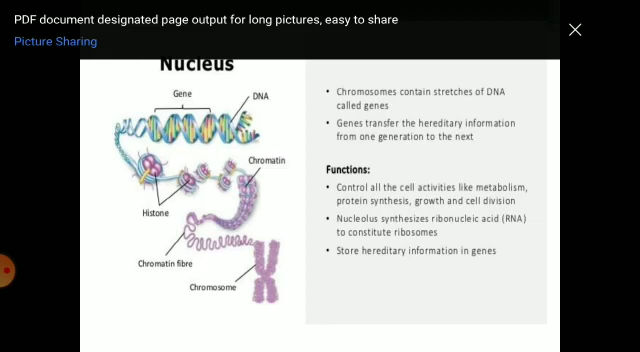 PDF document designated page output for long pictures, easy to share
Picture Sharing
Nucleus
Gene
DNA
Chromatin
Histone
Chromatin fibre
Chromosome
• Chromosomes contain stretches of DNA
called genes
• Genes transfer the hereditary information
from one generation to the next
Functions:
• Control all the cell activities like metabolism,
protein synthesis, growth and cell division
• Nucleolus synthesizes ribonucleic acid (RNA)
to constitute ribosomes
• Store hereditary information in genes